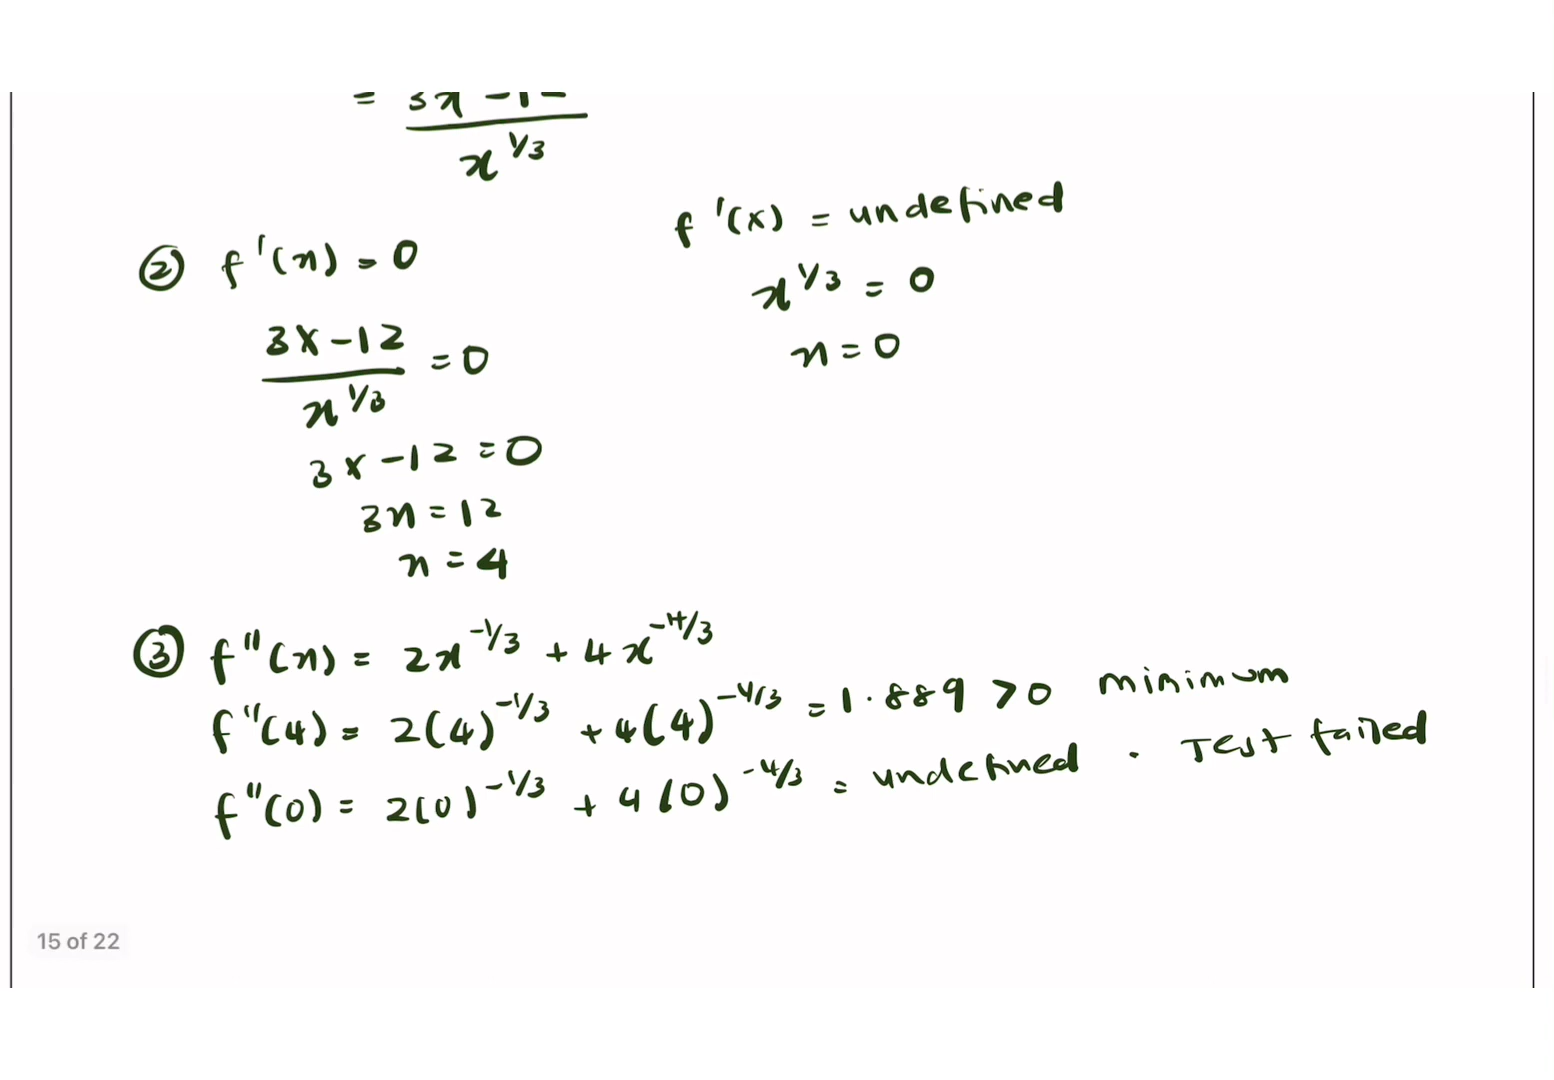 = 3x - 12 / x^1/3
f'(x) = undefined
x^1/3 = 0
x = 0
② f'(x) = 0
3x - 12 / x^1/3 = 0
3x - 12 = 0
3x = 12
x = 4
③ f''(x) = 2x^-1/3 + 4x^-4/3
f''(4) = 2(4)^-1/3 + 4(4)^-4/3 = 1.889 > 0 minimum
f''(0) = 2(0)^-1/3 + 4(0)^-4/3 = undefined . Test failed
15 of 22